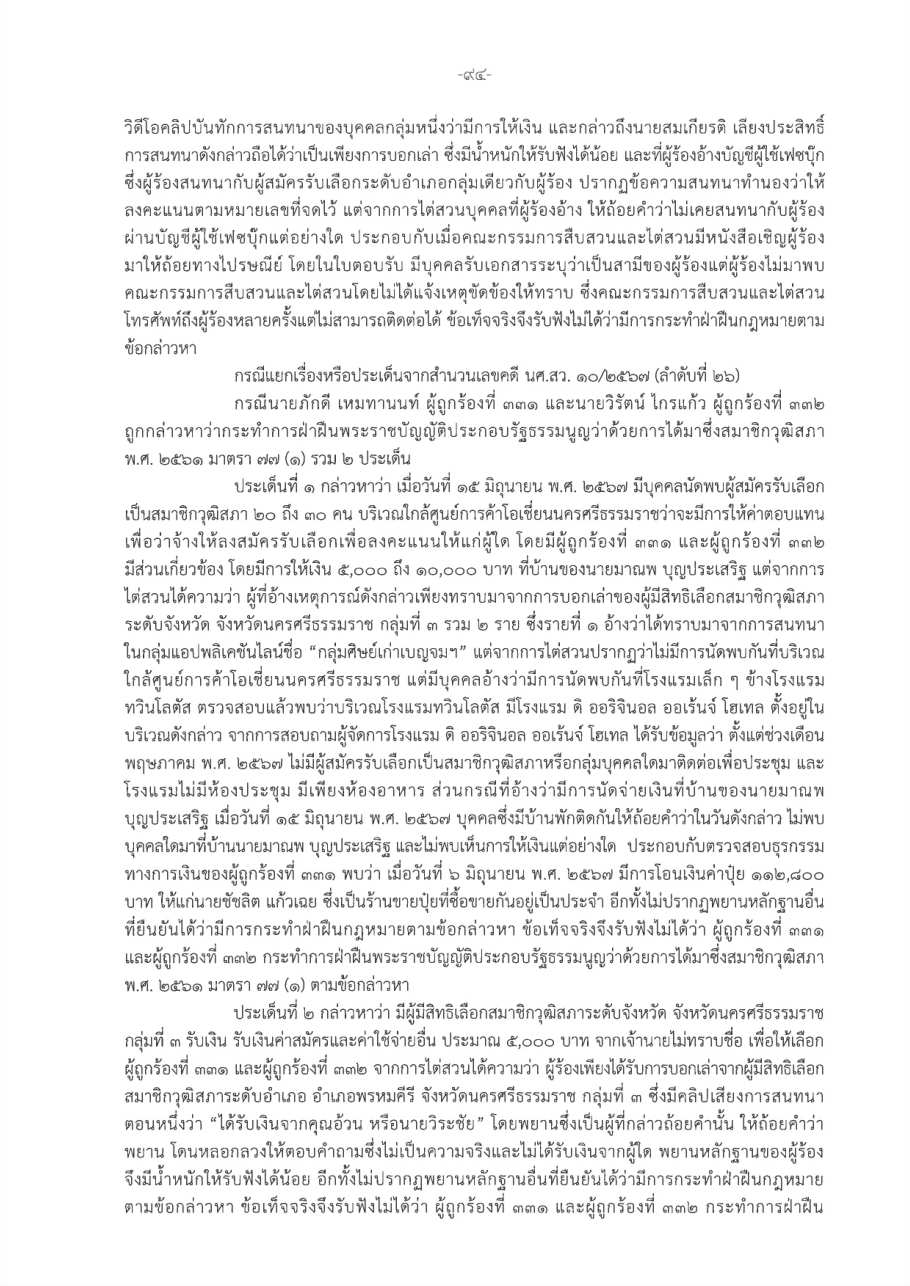 -๙๔-
วิดีโอคลิปบันทึกการสนทนาของบุคคลกลุ่มหนึ่งว่ามีการให้เงิน และกล่าวถึงนายสมเกียรติ เลียงประสิทธิ์
การสนทนาดังกล่าวถือได้ว่าเป็นเพียงการบอกเล่า ซึ่งมีน้ำหนักให้รับฟังได้น้อย และที่ผู้ร้องอ้างบัญชีผู้ใช้เฟซบุ๊ก
ซึ่งผู้ร้องสนทนากับผู้สมัครรับเลือกระดับอำเภอกลุ่มเดียวกับผู้ร้อง ปรากฏข้อความสนทนาทำนองว่าให้
ลงคะแนนตามหมายเลขที่จดไว้ แต่จากการไต่สวนบุคคลที่ผู้ร้องอ้าง ให้ถ้อยคำว่าไม่เคยสนทนากับผู้ร้อง
ผ่านบัญชีผู้ใช้เฟซบุ๊กแต่อย่างใด ประกอบกับเมื่อคณะกรรมการสืบสวนและไต่สวนมีหนังสือเชิญผู้ร้อง
มาให้ถ้อยทางไปรษณีย์ โดยในใบตอบรับ มีบุคคลรับเอกสารระบุว่าเป็นสามีของผู้ร้องแต่ผู้ร้องไม่มาพบ
คณะกรรมการสืบสวนและไต่สวนโดยไม่ได้แจ้งเหตุขัดข้องให้ทราบ ซึ่งคณะกรรมการสืบสวนและไต่สวน
โทรศัพท์ถึงผู้ร้องหลายครั้งแต่ไม่สามารถติดต่อได้ ข้อเท็จจริงจึงรับฟังไม่ได้ว่ามีการกระทำฝ่าฝืนกฎหมายตาม
ข้อกล่าวหา
กรณีแยกเรื่องหรือประเด็นจากสำนวนเลขคดี นศ.สว. ๑๐/๒๕๖๗ (ลำดับที่ ๒๖)
กรณีนายภักดี เหมทานนท์ ผู้ถูกร้องที่ ๓๓๑ และนายวิรัตน์ ไกรแก้ว ผู้ถูกร้องที่ ๓๓๒
ถูกกล่าวหาว่ากระทำการฝ่าฝืนพระราชบัญญัติประกอบรัฐธรรมนูญว่าด้วยการได้มาซึ่งสมาชิกวุฒิสภา
พ.ศ. ๒๕๖๑ มาตรา ๗๗ (๑) รวม ๒ ประเด็น
ประเด็นที่ ๑ กล่าวหาว่า เมื่อวันที่ ๑๕ มิถุนายน พ.ศ. ๒๕๖๗ มีบุคคลนัดพบผู้สมัครรับเลือก
เป็นสมาชิกวุฒิสภา ๒๐ ถึง ๓๐ คน บริเวณใกล้ศูนย์การค้าโอเชี่ยนนครศรีธรรมราชว่าจะมีการให้ค่าตอบแทน
เพื่อว่าจ้างให้ลงสมัครรับเลือกเพื่อลงคะแนนให้แก่ผู้ใด โดยมีผู้ถูกร้องที่ ๓๓๑ และผู้ถูกร้องที่ ๓๓๒
มีส่วนเกี่ยวข้อง โดยมีการให้เงิน ๕,๐๐๐ ถึง ๑๐,๐๐๐ บาท ที่บ้านของนายมาณพ บุญประเสริฐ แต่จากการ
ไต่สวนได้ความว่า ผู้ที่อ้างเหตุการณ์ดังกล่าวเพียงทราบมาจากการบอกเล่าของผู้มีสิทธิเลือกสมาชิกวุฒิสภา
ระดับจังหวัด จังหวัดนครศรีธรรมราช กลุ่มที่ ๓ รวม ๒ ราย ซึ่งรายที่ ๑ อ้างว่าได้ทราบมาจากการสนทนา
ในกลุ่มแอปพลิเคชันไลน์ชื่อ “กลุ่มศิษย์เก่าเบญจมฯ” แต่จากการไต่สวนปรากฏว่าไม่มีการนัดพบกันที่บริเวณ
ใกล้ศูนย์การค้าโอเชี่ยนนครศรีธรรมราช แต่มีบุคคลอ้างว่ามีการนัดพบกันที่โรงแรมเล็ก ๆ ข้างโรงแรม
ทวินโลตัส ตรวจสอบแล้วพบว่าบริเวณโรงแรมทวินโลตัส มีโรงแรม ดิ ออริจินอล ออเร้นจ์ โฮเทล ตั้งอยู่ใน
บริเวณดังกล่าว จากการสอบถามผู้จัดการโรงแรม ดิ ออริจินอล ออเร้นจ์ โฮเทล ได้รับข้อมูลว่า ตั้งแต่ช่วงเดือน
พฤษภาคม พ.ศ. ๒๕๖๗ ไม่มีผู้สมัครรับเลือกเป็นสมาชิกวุฒิสภาหรือกลุ่มบุคคลใดมาติดต่อเพื่อประชุม และ
โรงแรมไม่มีห้องประชุม มีเพียงห้องอาหาร ส่วนกรณีที่อ้างว่ามีการนัดจ่ายเงินที่บ้านของนายมาณพ
บุญประเสริฐ เมื่อวันที่ ๑๕ มิถุนายน พ.ศ. ๒๕๖๗ บุคคลซึ่งมีบ้านพักติดกันให้ถ้อยคำว่าในวันดังกล่าว ไม่พบ
บุคคลใดมาที่บ้านนายมาณพ บุญประเสริฐ และไม่พบเห็นการให้เงินแต่อย่างใด ประกอบกับตรวจสอบธุรกรรม
ทางการเงินของผู้ถูกร้องที่ ๓๓๑ พบว่า เมื่อวันที่ ๖ มิถุนายน พ.ศ. ๒๕๖๗ มีการโอนเงินค่าปุ๋ย ๑๑๒,๘๐๐
บาท ให้แก่นายชัชลิต แก้วเฉย ซึ่งเป็นร้านขายปุ๋ยที่ซื้อขายกันอยู่เป็นประจำ อีกทั้งไม่ปรากฏพยานหลักฐานอื่น
ที่ยืนยันได้ว่ามีการกระทำฝ่าฝืนกฎหมายตามข้อกล่าวหา ข้อเท็จจริงจึงรับฟังไม่ได้ว่า ผู้ถูกร้องที่ ๓๓๑
และผู้ถูกร้องที่ ๓๓๒ กระทำการฝ่าฝืนพระราชบัญญัติประกอบรัฐธรรมนูญว่าด้วยการได้มาซึ่งสมาชิกวุฒิสภา
พ.ศ. ๒๕๖๑ มาตรา ๗๗ (๑) ตามข้อกล่าวหา
ประเด็นที่ ๒ กล่าวหาว่า มีผู้มีสิทธิเลือกสมาชิกวุฒิสภาระดับจังหวัด จังหวัดนครศรีธรรมราช
กลุ่มที่ ๓ รับเงิน รับเงินค่าสมัครและค่าใช้จ่ายอื่น ประมาณ ๕,๐๐๐ บาท จากเจ้านายไม่ทราบชื่อ เพื่อให้เลือก
ผู้ถูกร้องที่ ๓๓๑ และผู้ถูกร้องที่ ๓๓๒ จากการไต่สวนได้ความว่า ผู้ร้องเพียงได้รับการบอกเล่าจากผู้มีสิทธิเลือก
สมาชิกวุฒิสภาระดับอำเภอ อำเภอพรหมคีรี จังหวัดนครศรีธรรมราช กลุ่มที่ ๓ ซึ่งมีคลิปเสียงการสนทนา
ตอนหนึ่งว่า “ได้รับเงินจากคุณอ้วน หรือนายวิระชัย” โดยพยานซึ่งเป็นผู้ที่กล่าวถ้อยคำนั้น ให้ถ้อยคำว่า
พยาน โดนหลอกลวงให้ตอบคำถามซึ่งไม่เป็นความจริงและไม่ได้รับเงินจากผู้ใด พยานหลักฐานของผู้ร้อง
จึงมีน้ำหนักให้รับฟังได้น้อย อีกทั้งไม่ปรากฏพยานหลักฐานอื่นที่ยืนยันได้ว่ามีการกระทำฝ่าฝืนกฎหมาย
ตามข้อกล่าวหา ข้อเท็จจริงจึงรับฟังไม่ได้ว่า ผู้ถูกร้องที่ ๓๓๑ และผู้ถูกร้องที่ ๓๓๒ กระทำการฝ่าฝืน